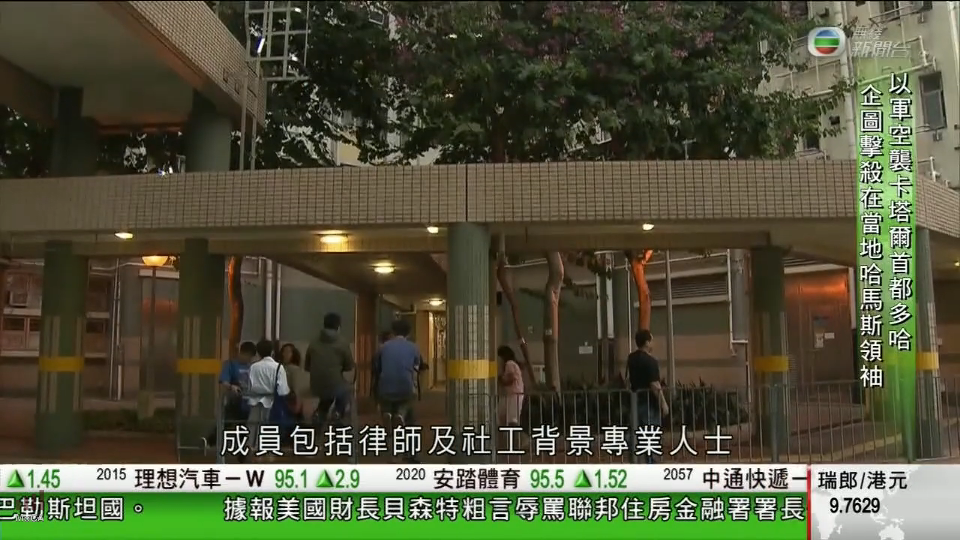 無綫
新聞台
以軍空襲卡塔爾首都多哈
企圖擊殺在當地哈馬斯領袖
成員包括律師及社工背景專業人士
▲1.45 2015 理想汽車－W 95.1 ▲2.9 2020 安踏體育 95.5 ▲1.52 2057 中通快遞－
瑞郎/港元
9.7629
巴勒斯坦國。 據報美國財長貝森特粗言辱罵聯邦住房金融署署長